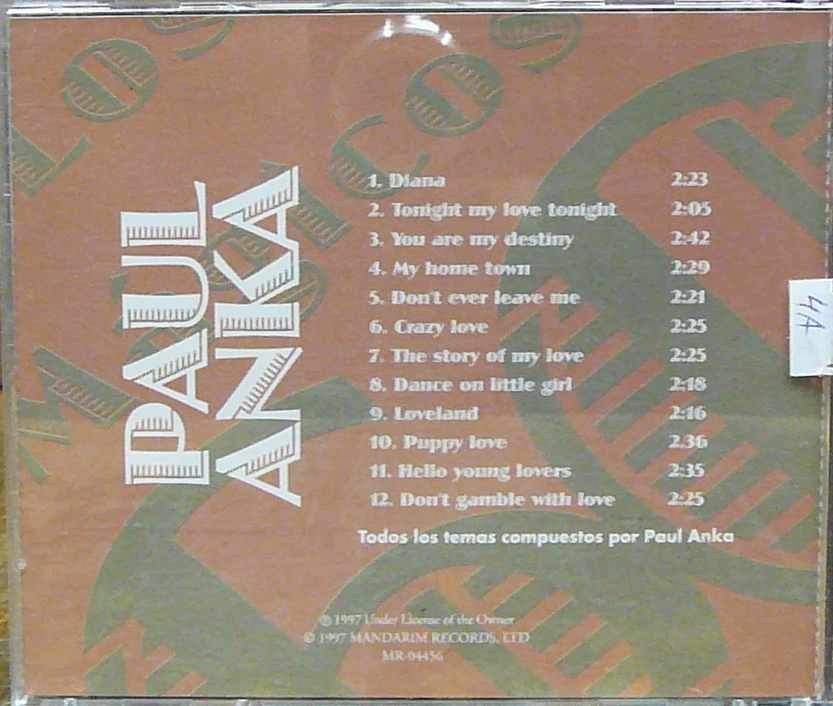 PAUL
ANKA
Los
Magicos
1. Diana 2:23
2. Tonight my love tonight 2:05
3. You are my destiny 2:42
4. My home town 2:29
5. Don't ever leave me 2:21
6. Crazy love 2:25
7. The story of my love 2:25
8. Dance on little girl 2:18
9. Loveland 2:16
10. Puppy love 2.36
11. Hello young lovers 2:35
12. Don't gamble with love 2:25
Todos los temas compuestos por Paul Anka
℗ 1997 Under License of the Owner
© 1997 MANDARIM RECORDS, LTD
MR-04456
4A